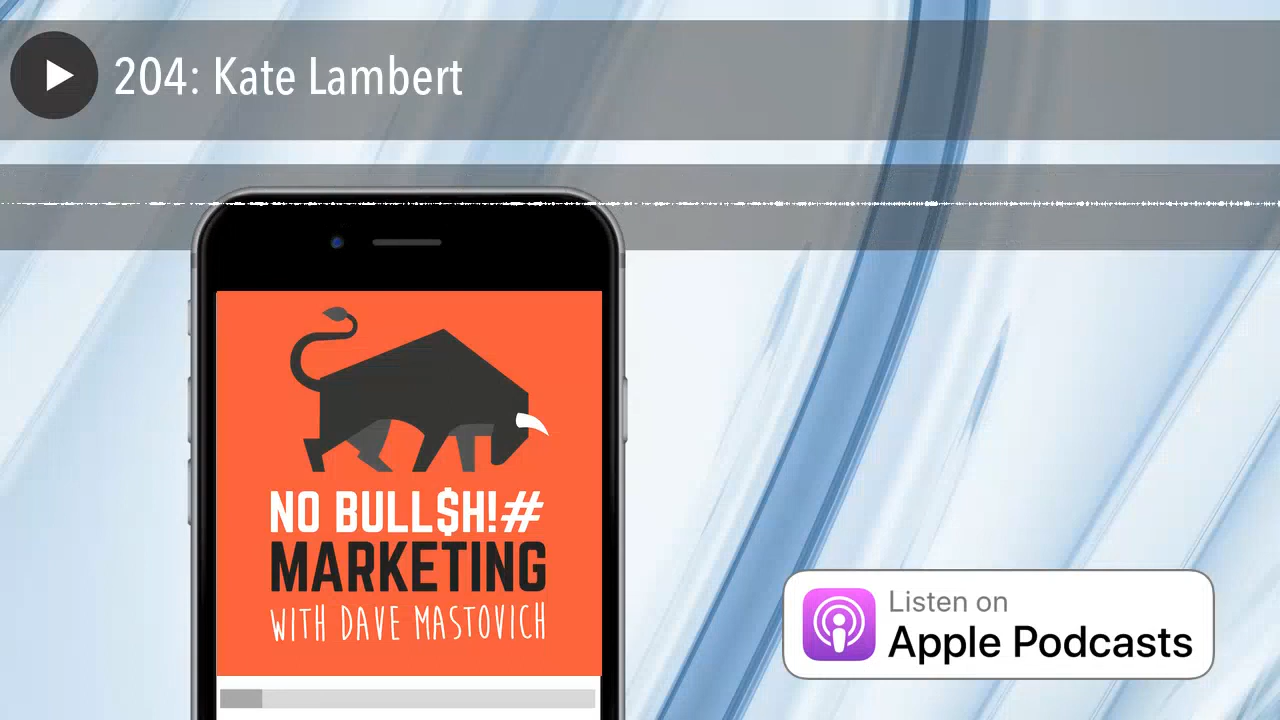 204: Kate Lambert
NO BULL$H!#
MARKETING
WITH DAVE MASTOVICH
Listen on
Apple Podcasts